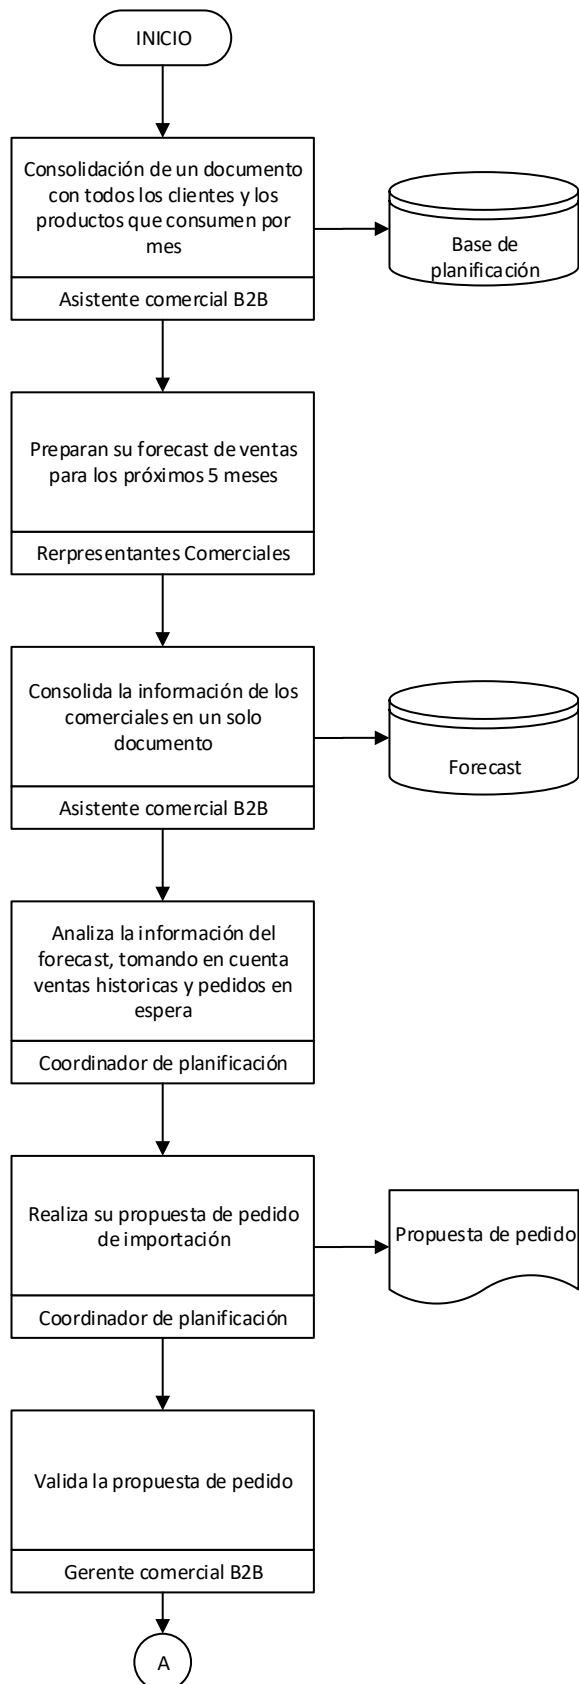 INICIO
Consolidación de un documento
con todos los clientes y los
productos que consumen por
mes
Asistente comercial B2B
Base de
planificación
Preparan su forecast de ventas
para los próximos 5 meses
Rerpresentantes Comerciales
Consolida la información de los
comerciales en un solo
documento
Asistente comercial B2B
Forecast
Analiza la información del
forecast, tomando en cuenta
ventas historicas y pedidos en
espera
Coordinador de planificación
Realiza su propuesta de pedido
de importación
Coordinador de planificación
Propuesta de pedido
Valida la propuesta de pedido
Gerente comercial B2B
A